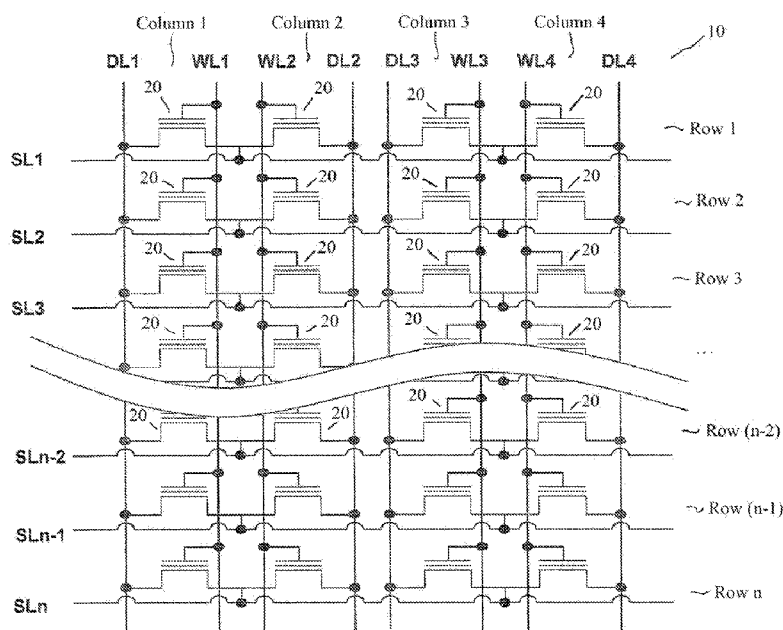 Column 1 Column 2 Column 3 Column 4
10
DL1 WL1 WL2 DL2 DL3 WL3 WL4 DL4
20 20 20 20
Row 1
SL1
20 20 20 20
Row 2
SL2
20 20 20 20
Row 3
SL3
20 20 20 20
...
20 20 20 20
Row (n-2)
SLn-2
Row (n-1)
SLn-1
Row n
SLn